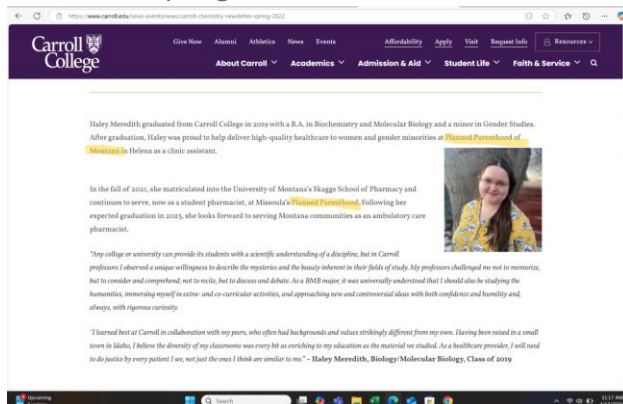 https://www.carroll.edu/news-events/news/carroll-chemistry-newsletter-spring-2022
Carroll College
Give Now Alumni Athletics News Events Affordability Apply Visit Request Info Resources
About Carroll Academics Admission & Aid Student Life Faith & Service
Haley Meredith graduated from Carroll College in 2019 with a B.A. in Biochemistry and Molecular Biology and a minor in Gender Studies.
After graduation, Haley was proud to help deliver high-quality healthcare to women and gender minorities at Planned Parenthood of
Montana in Helena as a clinic assistant.
In the fall of 2021, she matriculated into the University of Montana's Skaggs School of Pharmacy and
continues to serve, now as a student pharmacist, at Missoula's Planned Parenthood. Following her
expected graduation in 2025, she looks forward to serving Montana communities as an ambulatory care
pharmacist.
"Any college or university can provide its students with a scientific understanding of a discipline, but in Carroll
professors I observed a unique willingness to describe the mysteries and the beauty inherent in their fields of study. My professors challenged me not to memorize,
but to consider and comprehend; not to recite, but to discuss and debate. As a BMB major, it was universally understood that I should also be studying the
humanities, immersing myself in extra- and co-curricular activities, and approaching new and controversial ideas with both confidence and humility and,
always, with rigorous curiosity.
"I learned best at Carroll in collaboration with my peers, who often had backgrounds and values strikingly different from my own. Having been raised in a small
town in Idaho, I believe the diversity of my classrooms was every bit as enriching to my education as the material we studied. As a healthcare provider, I will need
to do justice by every patient I see, not just the ones I think are similar to me." - Haley Meredith, Biology/Molecular Biology, Class of 2019
Upcoming
Search
11:17 AM